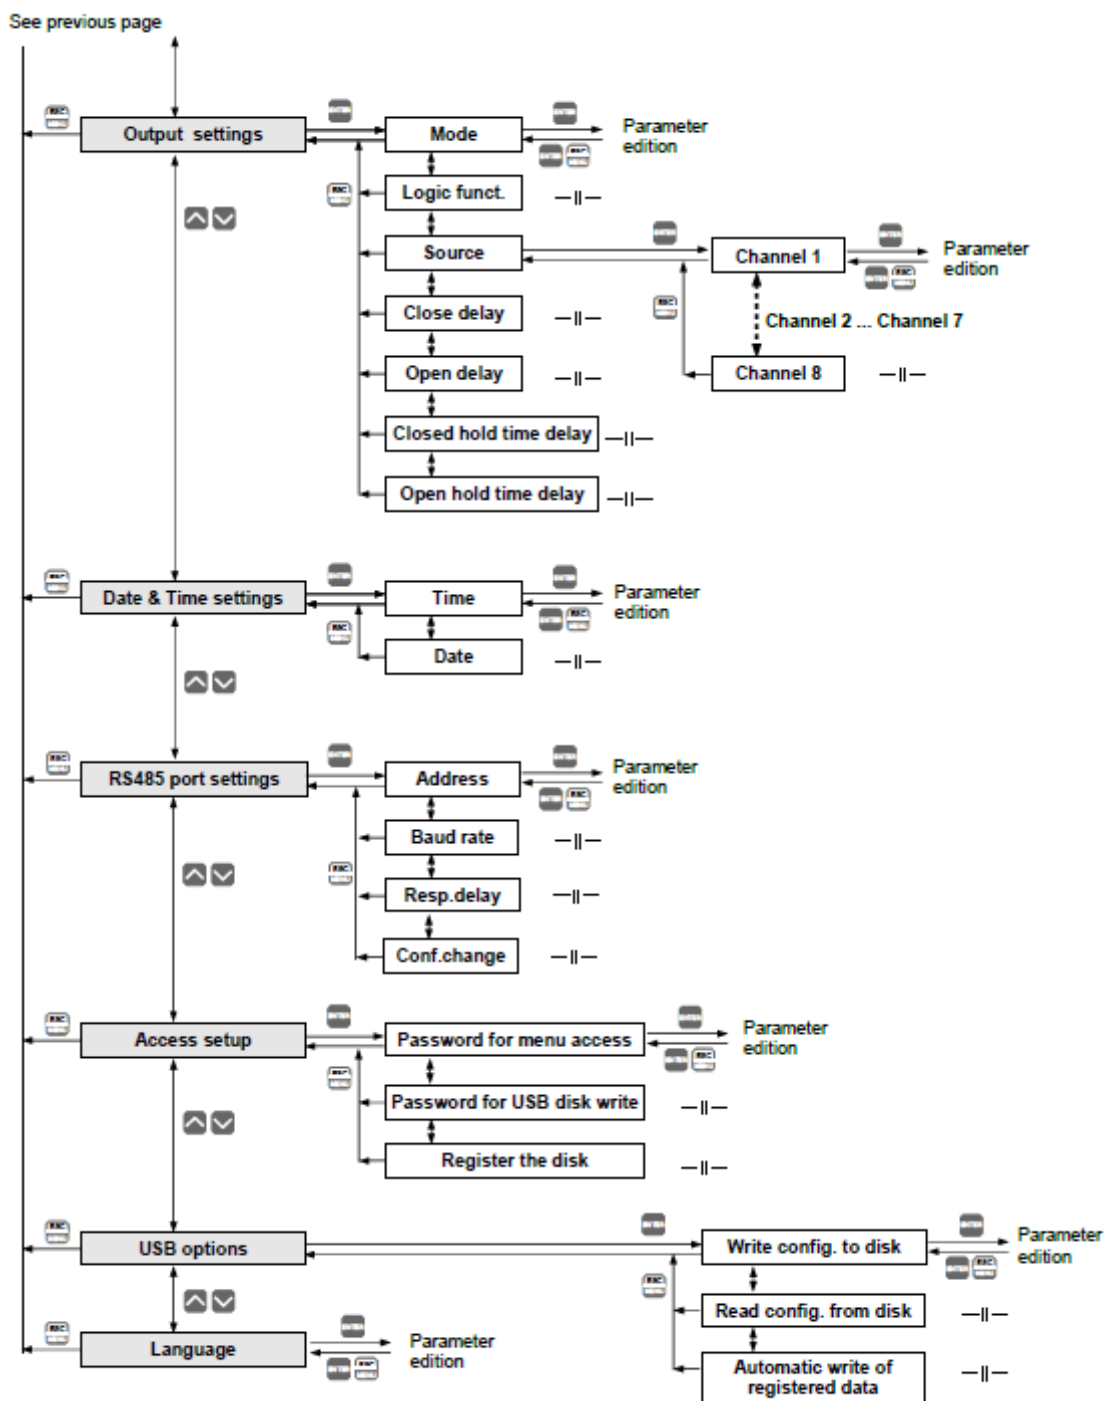 See previous page
Output settings
Mode
Parameter
edition
Logic funct.
—||—
Source
Channel 1
Parameter
edition
Close delay
—||—
Channel 2 ... Channel 7
Open delay
—||—
Channel 8
—||—
Closed hold time delay
—||—
Open hold time delay
—||—
Date & Time settings
Time
Parameter
edition
Date
—||—
RS485 port settings
Address
Parameter
edition
Baud rate
—||—
Resp.delay
—||—
Conf.change
—||—
Access setup
Password for menu access
Parameter
edition
Password for USB disk write
—||—
Register the disk
—||—
USB options
Write config. to disk
Parameter
edition
Read config. from disk
—||—
Language
Parameter
edition
Automatic write of
registered data
—||—